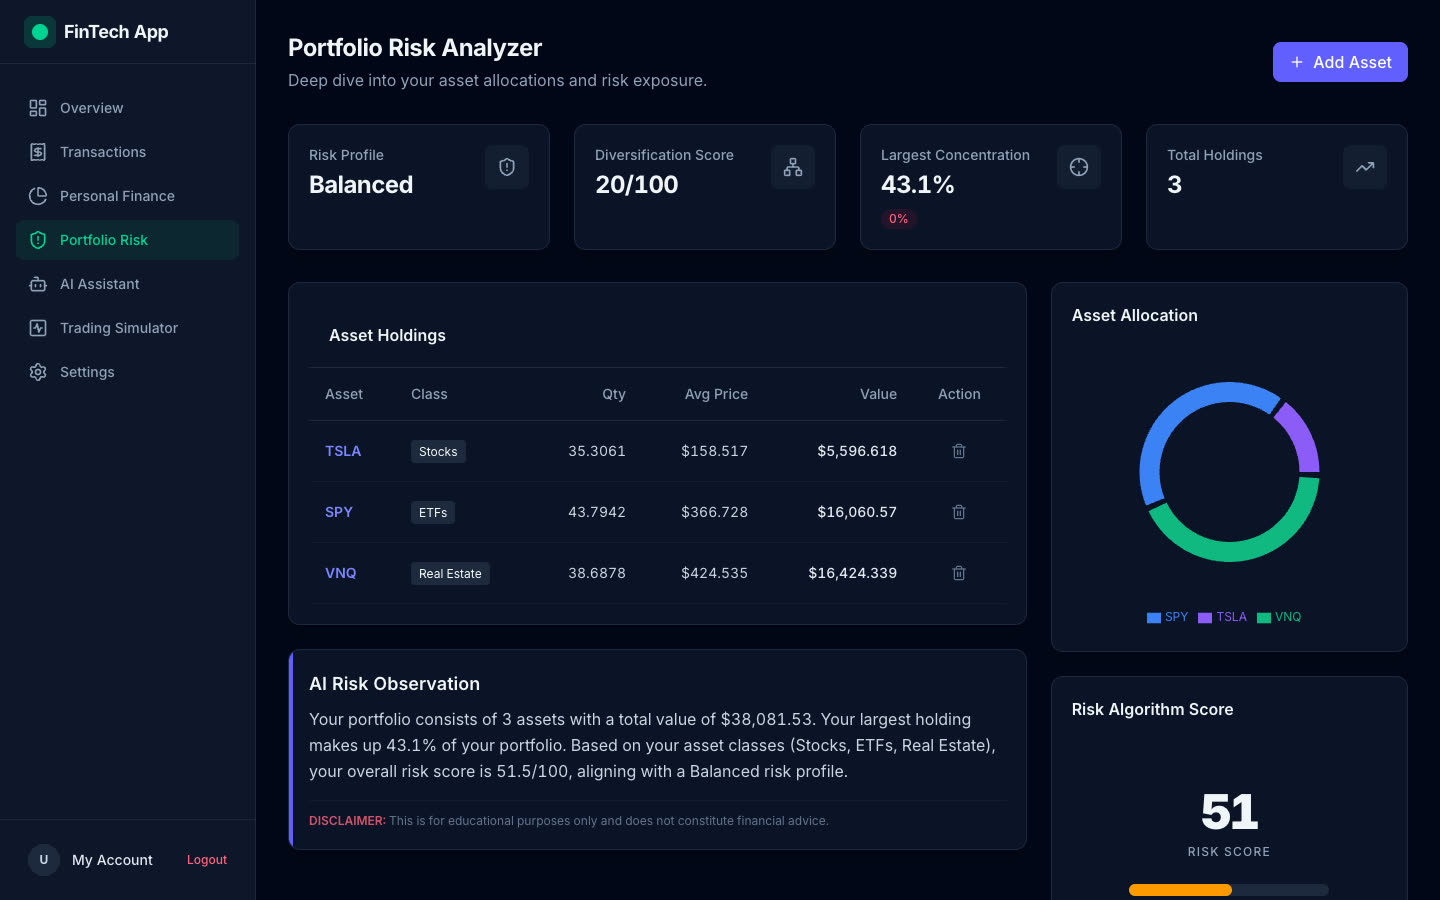 FinTech App
Overview
Transactions
Personal Finance
Portfolio Risk
AI Assistant
Trading Simulator
Settings
U My Account Logout
Portfolio Risk Analyzer
Deep dive into your asset allocations and risk exposure.
+ Add Asset
Risk Profile
Balanced
Diversification Score
20/100
Largest Concentration
43.1%
0%
Total Holdings
3
Asset Holdings
Asset Class Qty Avg Price Value Action
TSLA Stocks 35.3061 $158.517 $5,596.618
SPY ETFs 43.7942 $366.728 $16,060.57
VNQ Real Estate 38.6878 $424.535 $16,424.339
AI Risk Observation
Your portfolio consists of 3 assets with a total value of $38,081.53. Your largest holding
makes up 43.1% of your portfolio. Based on your asset classes (Stocks, ETFs, Real Estate),
your overall risk score is 51.5/100, aligning with a Balanced risk profile.
DISCLAIMER: This is for educational purposes only and does not constitute financial advice.
Asset Allocation
SPY TSLA VNQ
Risk Algorithm Score
51
RISK SCORE